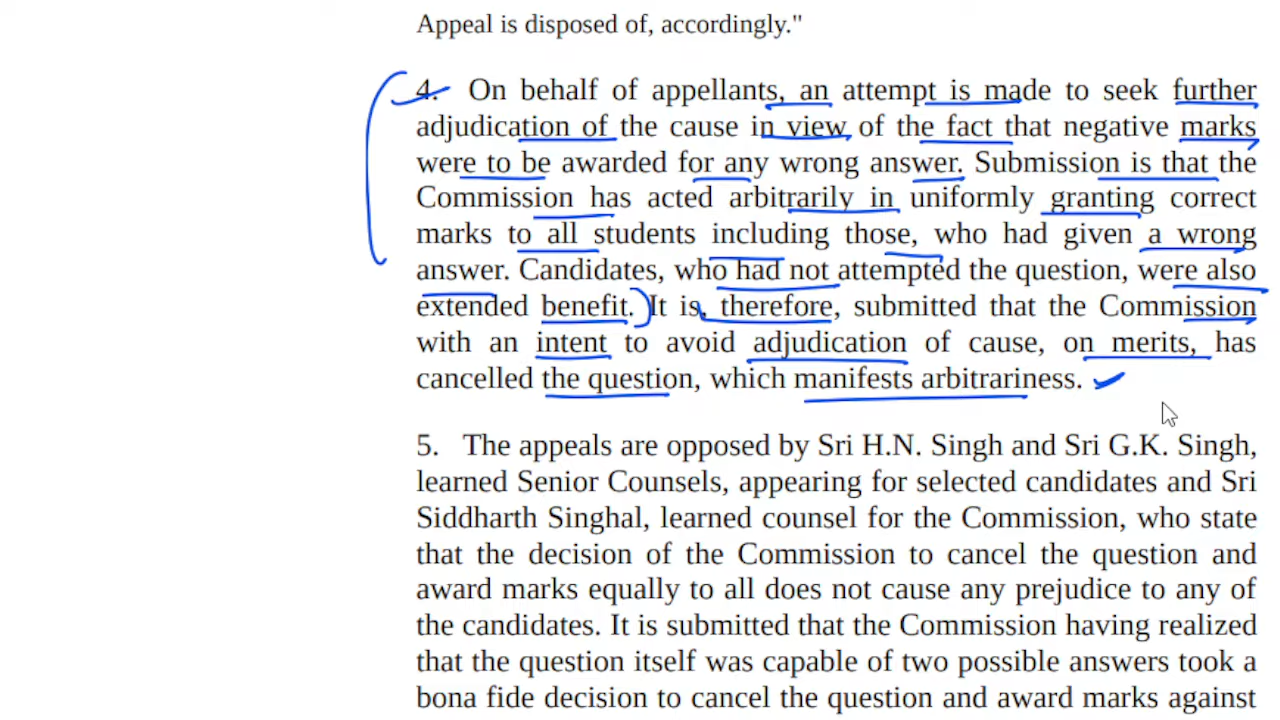 Appeal is disposed of, accordingly."
4. On behalf of appellants, an attempt is made to seek further
adjudication of the cause in view of the fact that negative marks
were to be awarded for any wrong answer. Submission is that the
Commission has acted arbitrarily in uniformly granting correct
marks to all students including those, who had given a wrong
answer. Candidates, who had not attempted the question, were also
extended benefit. It is, therefore, submitted that the Commission
with an intent to avoid adjudication of cause, on merits, has
cancelled the question, which manifests arbitrariness.
5. The appeals are opposed by Sri H.N. Singh and Sri G.K. Singh,
learned Senior Counsels, appearing for selected candidates and Sri
Siddharth Singhal, learned counsel for the Commission, who state
that the decision of the Commission to cancel the question and
award marks equally to all does not cause any prejudice to any of
the candidates. It is submitted that the Commission having realized
that the question itself was capable of two possible answers took a
bona fide decision to cancel the question and award marks against